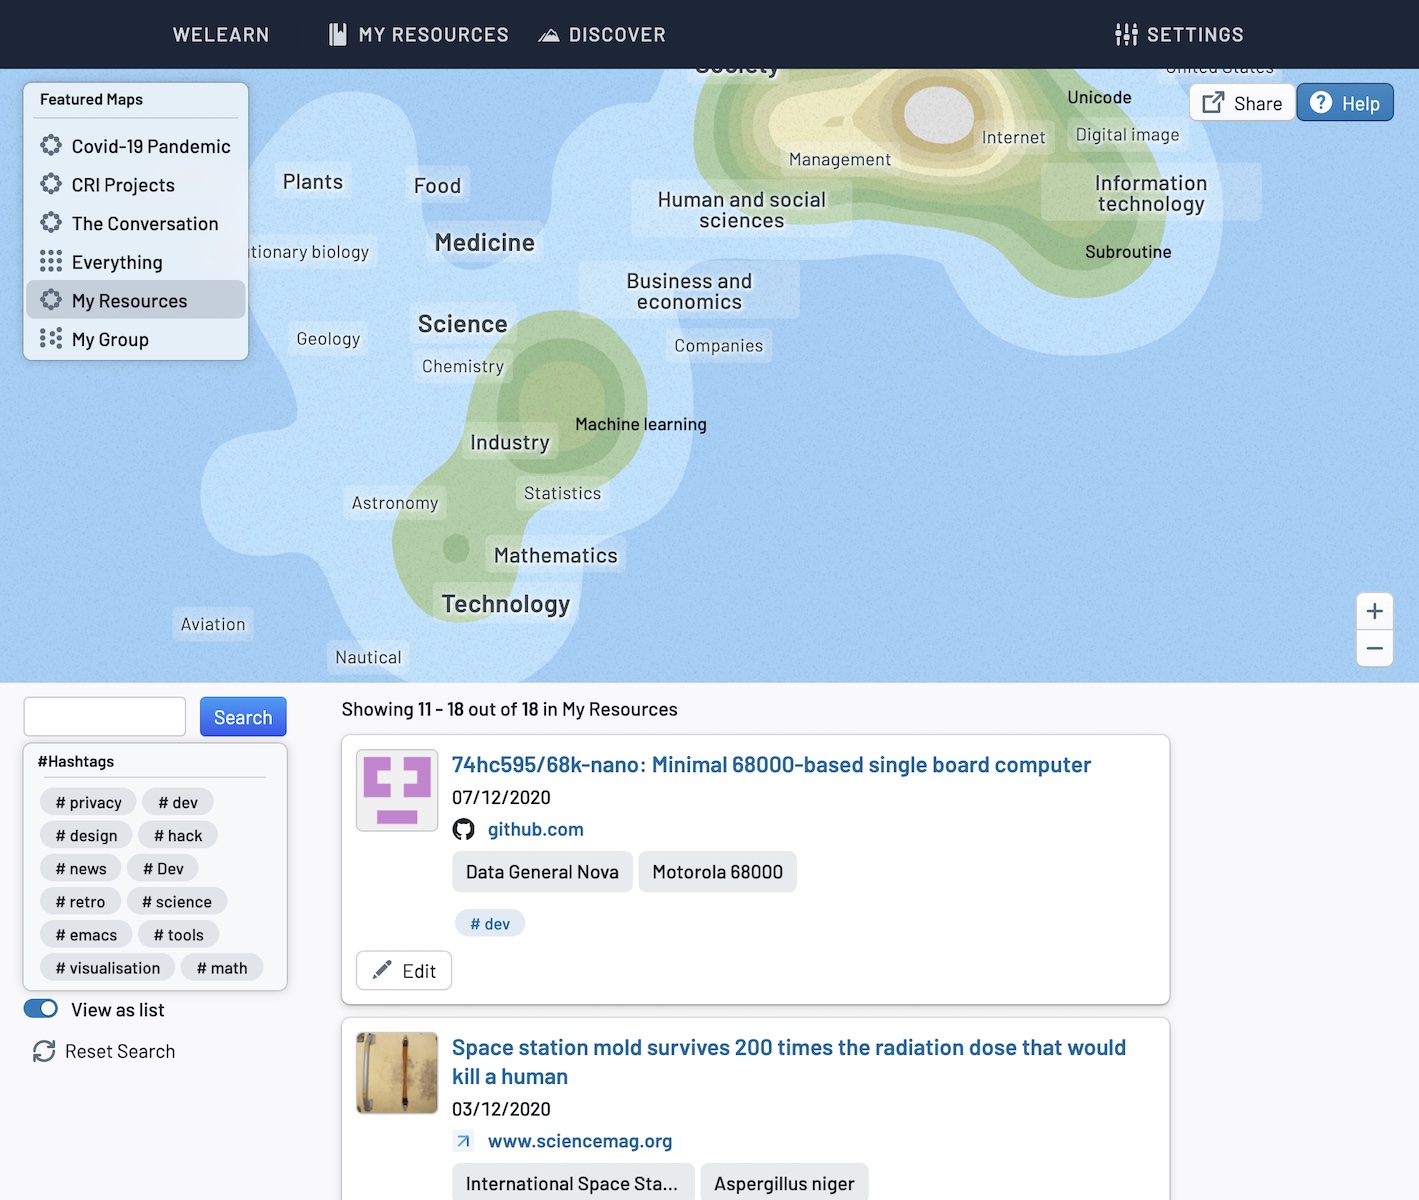 WELEARN
MY RESOURCES
DISCOVER
SETTINGS
Featured Maps
Covid-19 Pandemic
CRI Projects
The Conversation
Everything
My Resources
My Group
Society
United States
Unicode
Share
Help
Internet
Digital image
Management
Plants
Food
Information
technology
Human and social
sciences
Medicine
tionary biology
Subroutine
Business and
economics
Science
Geology
Companies
Chemistry
Machine learning
Industry
Statistics
Astronomy
Mathematics
Technology
Aviation
Nautical
+
−
Search
Showing 11 - 18 out of 18 in My Resources
#Hashtags
# privacy
# dev
# design
# hack
# news
# Dev
# retro
# science
# emacs
# tools
# visualisation
# math
View as list
Reset Search
74hc595/68k-nano: Minimal 68000-based single board computer
07/12/2020
github.com
Data General Nova
Motorola 68000
# dev
Edit
Space station mold survives 200 times the radiation dose that would
kill a human
03/12/2020
www.sciencemag.org
International Space Sta...
Aspergillus niger